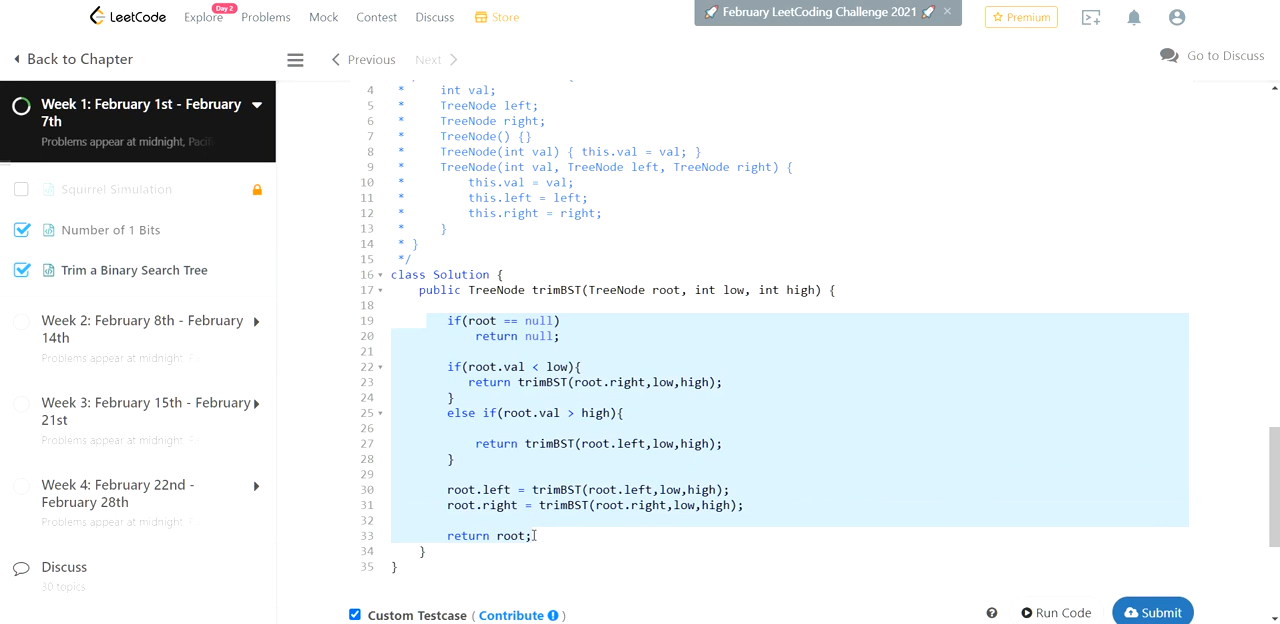 LeetCode
Explore
Day 2
Problems
Mock
Contest
Discuss
Store
🚀 February LeetCoding Challenge 2021 🚀 ×
Premium
Back to Chapter
Previous
Next
Go to Discuss
Week 1: February 1st - February
7th
Problems appear at midnight,
Squirrel Simulation
Number of 1 Bits
Trim a Binary Search Tree
Week 2: February 8th - February
14th
Problems appear at midnight
Week 3: February 15th - February
21st
Problems appear at midnight
Week 4: February 22nd -
February 28th
Problems appear at midnight
Discuss
30 topics
4 *     int val;
5 *     TreeNode left;
6 *     TreeNode right;
7 *     TreeNode() {}
8 *     TreeNode(int val) { this.val = val; }
9 *     TreeNode(int val, TreeNode left, TreeNode right) {
10 *         this.val = val;
11 *         this.left = left;
12 *         this.right = right;
13 *     }
14 * }
15 */
16 class Solution {
17     public TreeNode trimBST(TreeNode root, int low, int high) {
18
19         if(root == null)
20             return null;
21
22         if(root.val < low){
23            return trimBST(root.right,low,high);
24         }
25         else if(root.val > high){
26
27             return trimBST(root.left,low,high);
28         }
29
30         root.left = trimBST(root.left,low,high);
31         root.right = trimBST(root.right,low,high);
32
33         return root;
34     }
35 }
Custom Testcase ( Contribute )
Run Code
Submit